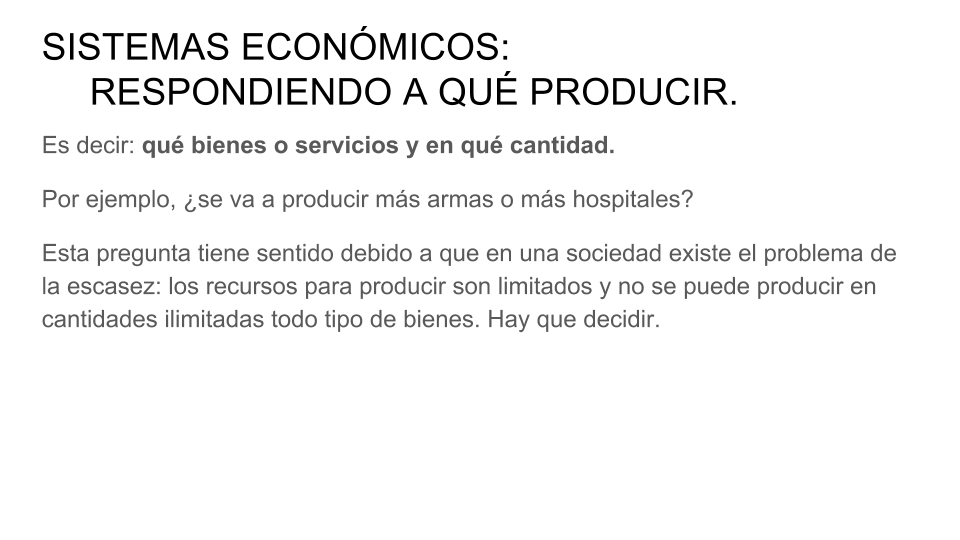 SISTEMAS ECONÓMICOS:
RESPONDIENDO A QUÉ PRODUCIR.
Es decir: qué bienes o servicios y en qué cantidad.
Por ejemplo, ¿se va a producir más armas o más hospitales?
Esta pregunta tiene sentido debido a que en una sociedad existe el problema de
la escasez: los recursos para producir son limitados y no se puede producir en
cantidades ilimitadas todo tipo de bienes. Hay que decidir.